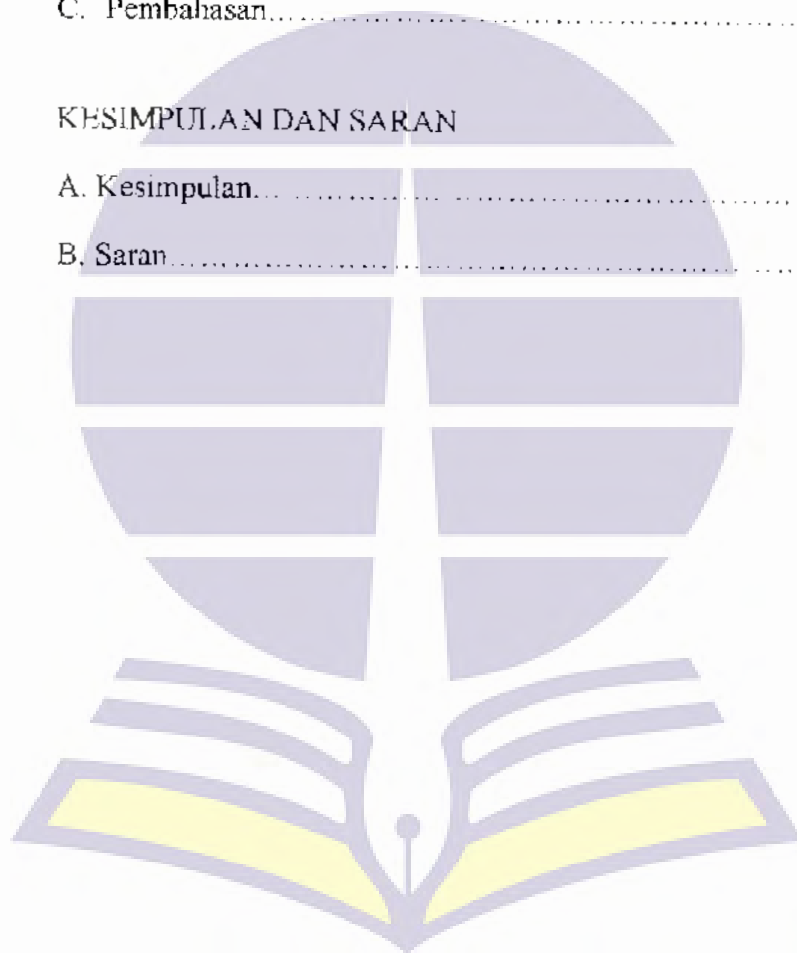 C. Pembahasan..............................................................
KESIMPULAN DAN SARAN
A. Kesimpulan..............................................................
B. Saran..............................................................